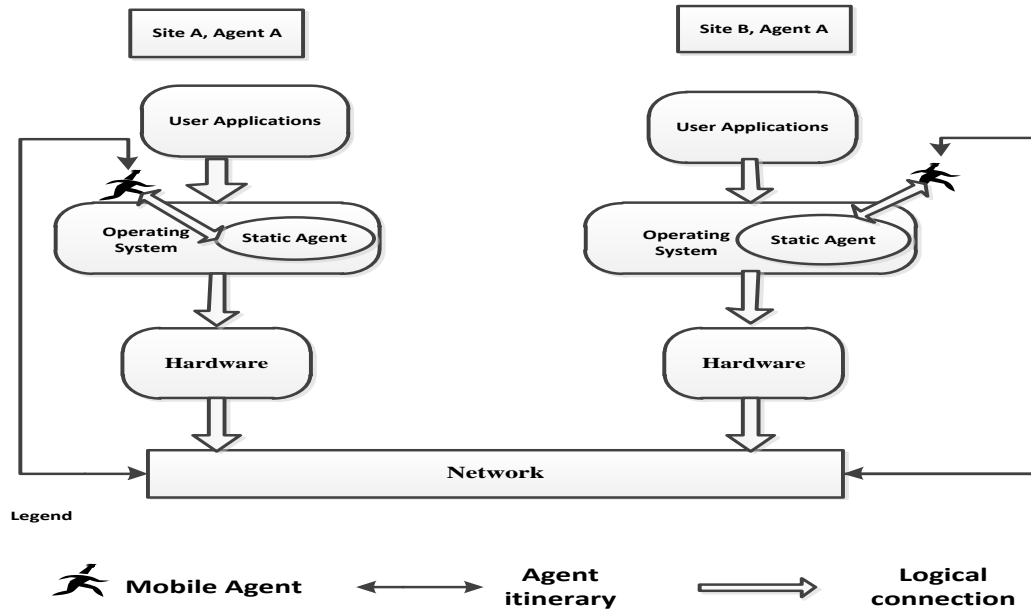 Site A, Agent A
Site B, Agent A
User Applications
User Applications
Operating
System
Static Agent
Operating
System
Static Agent
Hardware
Hardware
Network
Legend
Mobile Agent
Agent
itinerary
Logical
connection